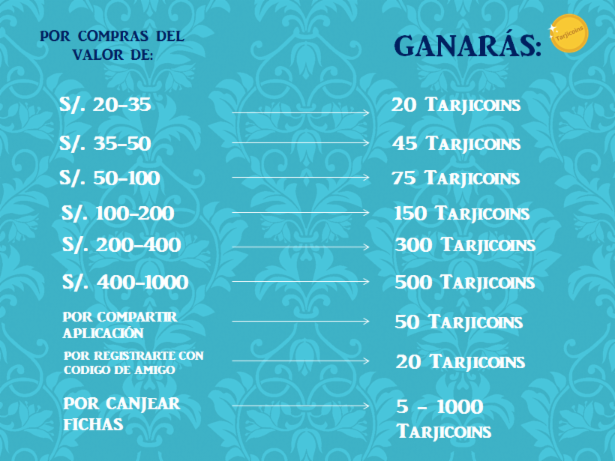 POR COMPRAS DEL
VALOR DE:
GANARÁS:
Tarjicoins
S/. 20-35
20 TARJICOINS
S/. 35-50
45 TARJICOINS
S/. 50-100
75 TARJICOINS
S/. 100-200
150 TARJICOINS
S/. 200-400
300 TARJICOINS
S/. 400-1000
500 TARJICOINS
POR COMPARTIR
APLICACIÓN
50 TARJICOINS
POR REGISTRARTE CON
CODIGO DE AMIGO
20 TARJICOINS
POR CANJEAR
FICHAS
5 - 1000
TARJICOINS